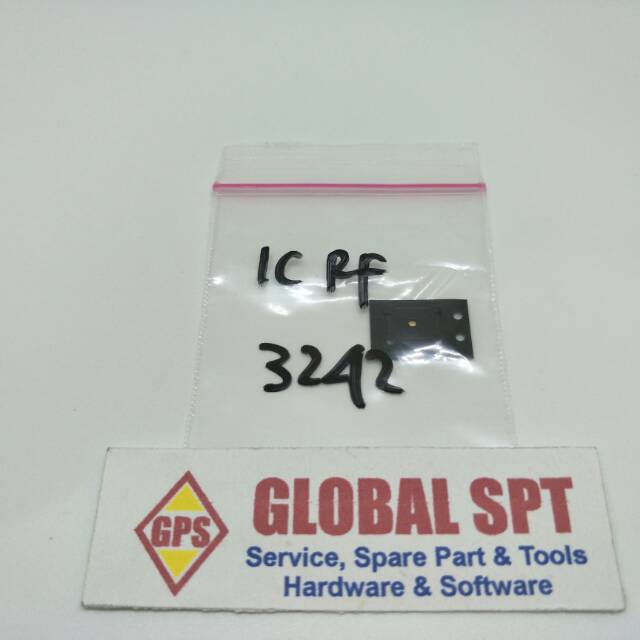 IC RF
3242
GPS
GLOBAL SPT
Service, Spare Part & Tools
Hardware & Software